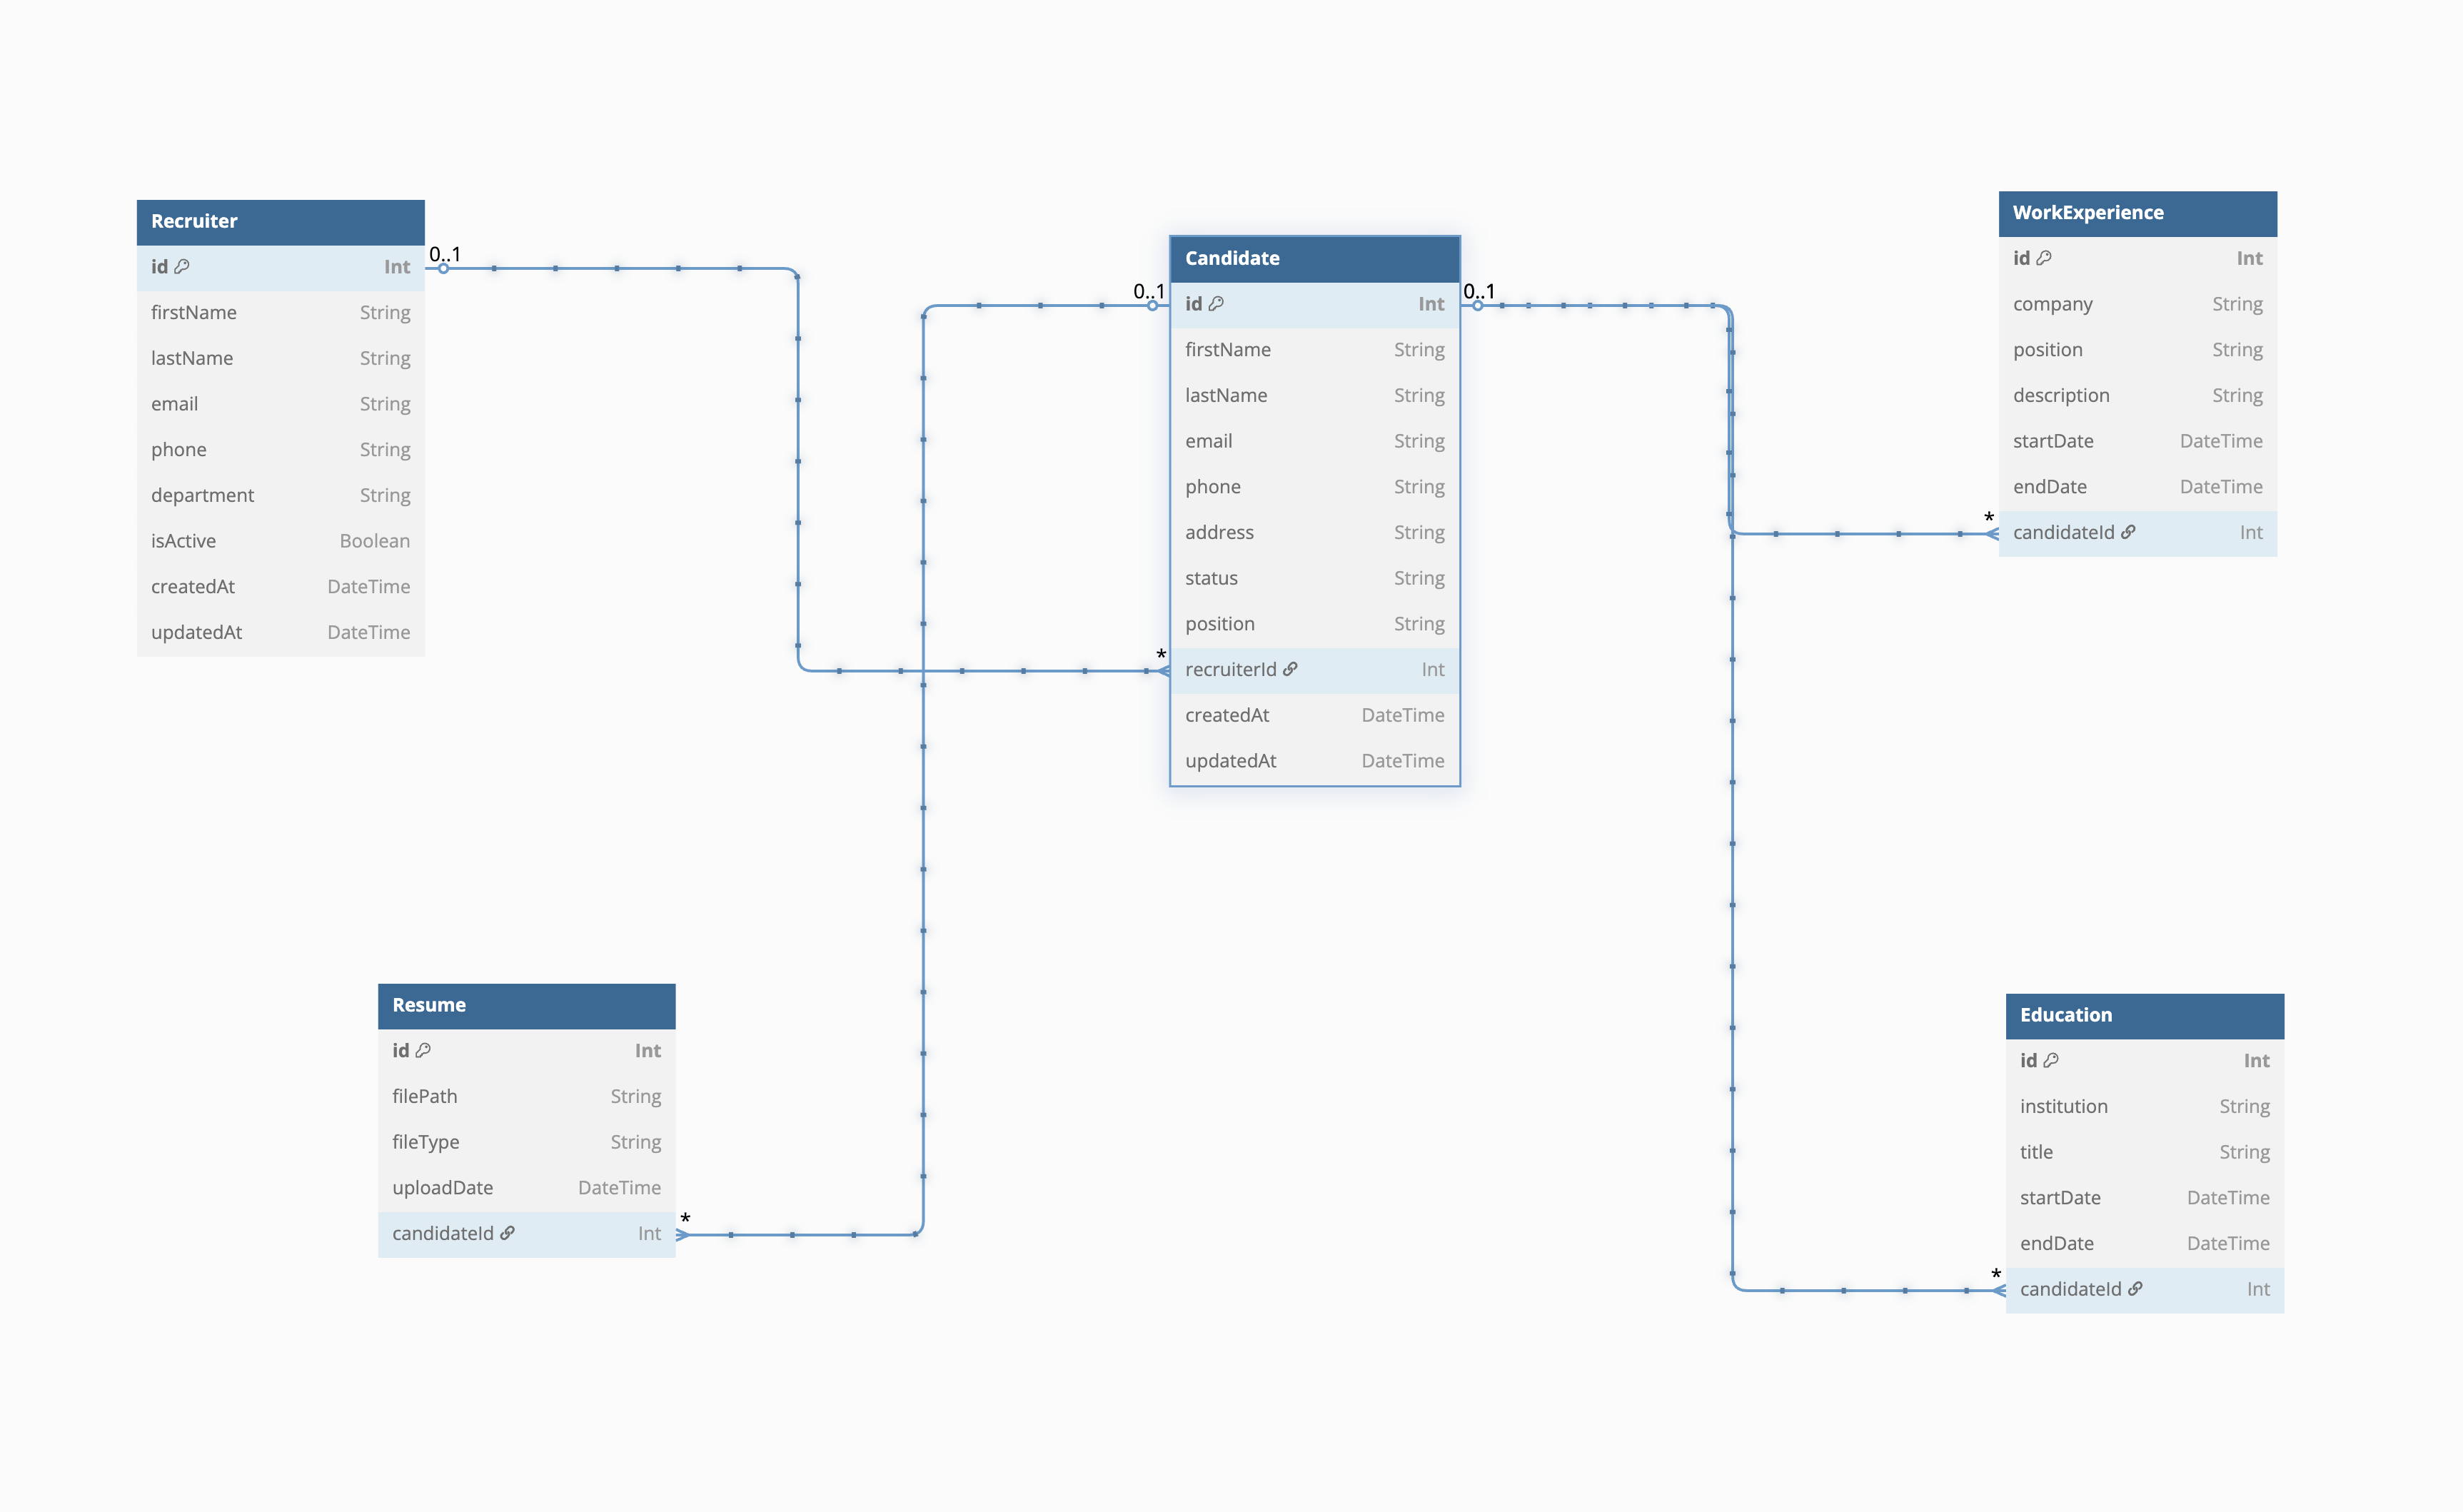 Recruiter
id Int
firstName String
lastName String
email String
phone String
department String
isActive Boolean
createdAt DateTime
updatedAt DateTime
0..1
0..1
*
Candidate
id Int
firstName String
lastName String
email String
phone String
address String
status String
position String
recruiterId Int
createdAt DateTime
updatedAt DateTime
0..1
WorkExperience
id Int
company String
position String
description String
startDate DateTime
endDate DateTime
* candidateId Int
Resume
id Int
filePath String
fileType String
uploadDate DateTime
candidateId Int *
Education
id Int
institution String
title String
startDate DateTime
endDate DateTime
* candidateId Int